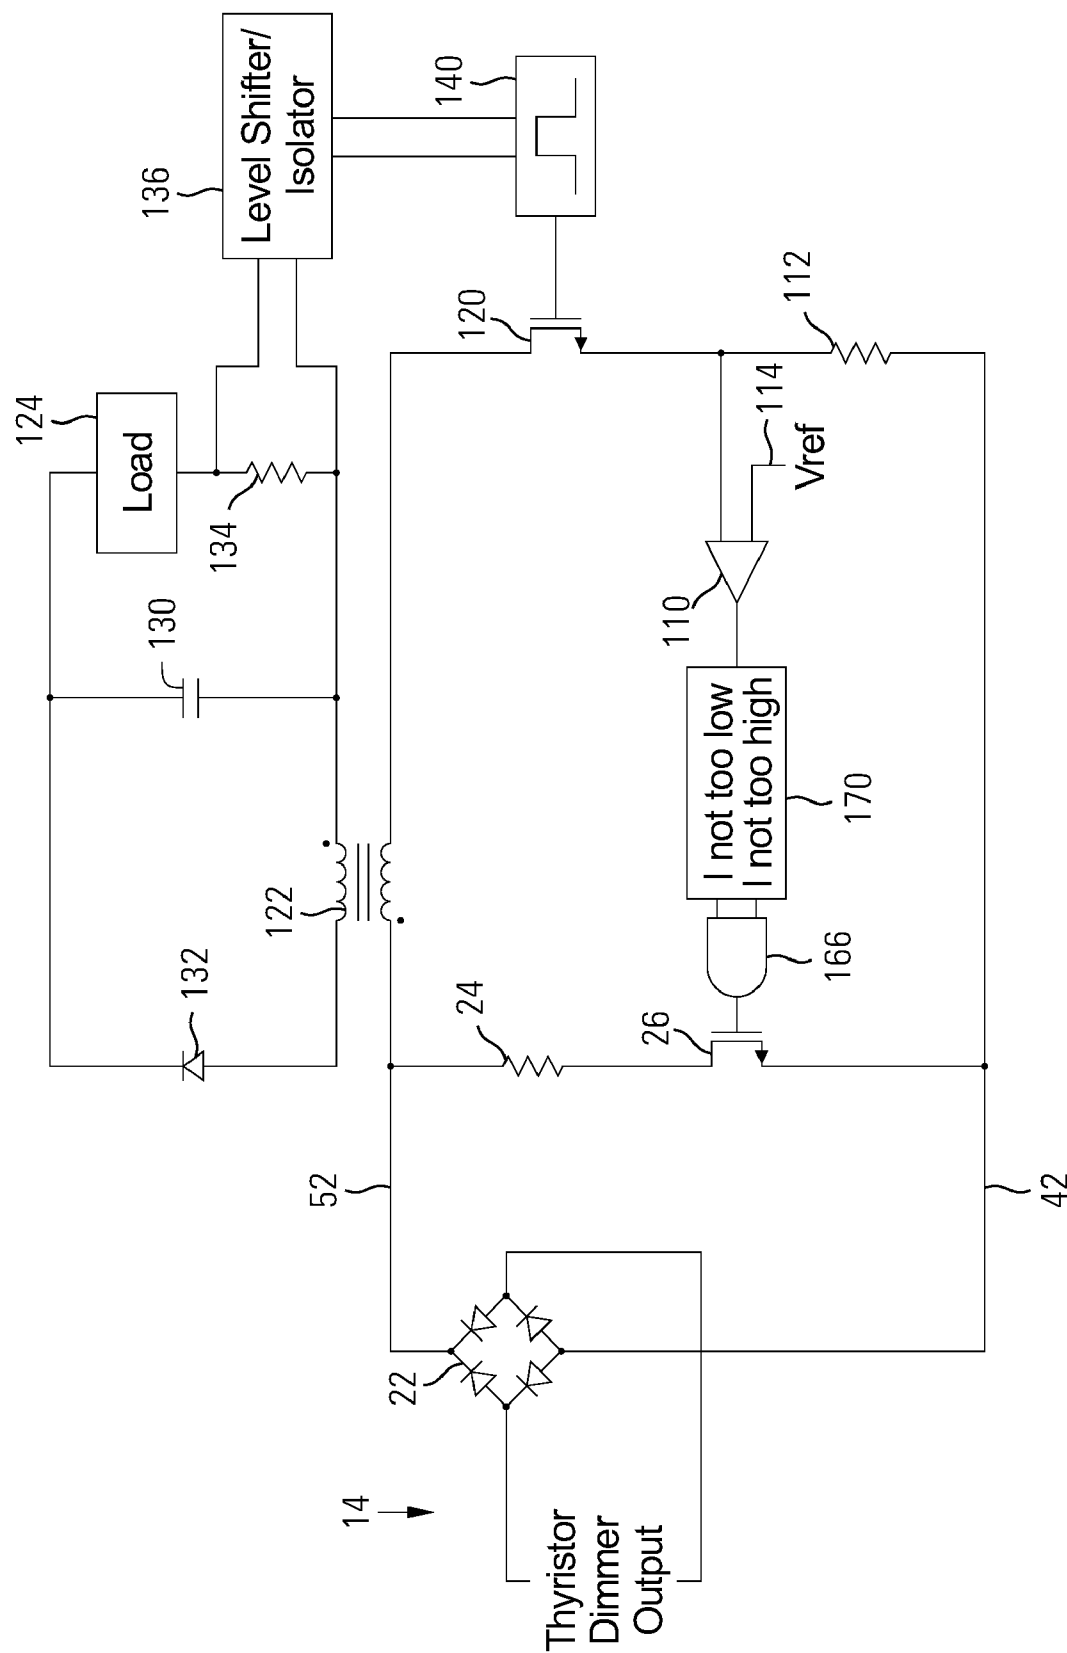 14
Thyristor
Dimmer
Output
22
52
42
24
26
166
170
I not too low
I not too high
110
Vref
114
112
120
140
132
122
130
134
124
Load
136
Level Shifter/
Isolator